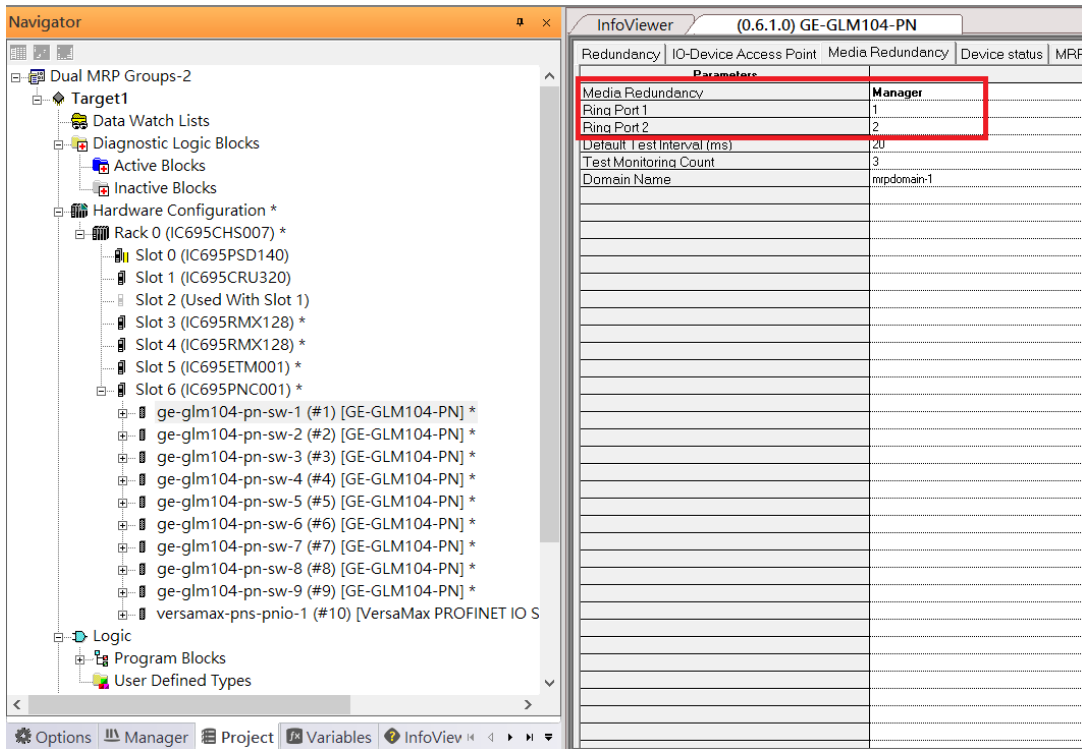 Navigator
Dual MRP Groups-2
Target1
Data Watch Lists
Diagnostic Logic Blocks
Active Blocks
Inactive Blocks
Hardware Configuration *
Rack 0 (IC695CHS007) *
Slot 0 (IC695PSD140)
Slot 1 (IC695CRU320)
Slot 2 (Used With Slot 1)
Slot 3 (IC695RMX128) *
Slot 4 (IC695RMX128) *
Slot 5 (IC695ETM001) *
Slot 6 (IC695PNC001) *
ge-glm104-pn-sw-1 (#1) [GE-GLM104-PN] *
ge-glm104-pn-sw-2 (#2) [GE-GLM104-PN] *
ge-glm104-pn-sw-3 (#3) [GE-GLM104-PN] *
ge-glm104-pn-sw-4 (#4) [GE-GLM104-PN] *
ge-glm104-pn-sw-5 (#5) [GE-GLM104-PN] *
ge-glm104-pn-sw-6 (#6) [GE-GLM104-PN] *
ge-glm104-pn-sw-7 (#7) [GE-GLM104-PN] *
ge-glm104-pn-sw-8 (#8) [GE-GLM104-PN] *
ge-glm104-pn-sw-9 (#9) [GE-GLM104-PN] *
versamax-pns-pnio-1 (#10) [VersaMax PROFINET IO S
Logic
Program Blocks
User Defined Types
Options Manager Project Variables InfoView
InfoViewer (0.6.1.0) GE-GLM104-PN
Redundancy IO-Device Access Point Media Redundancy Device status MRP
Parameters
Media Redundancy Manager
Ring Port 1 1
Ring Port 2 2
Default Test Interval (ms) 20
Test Monitoring Count 3
Domain Name mrpdomain-1